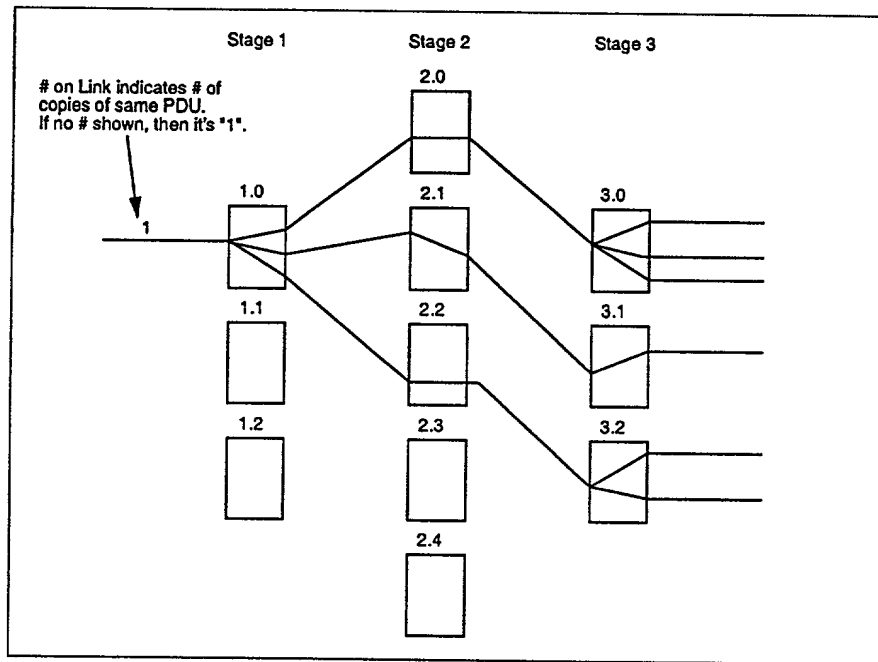 Stage 1
Stage 2
Stage 3
# on Link indicates # of
copies of same PDU.
If no # shown, then it's "1".
1
1.0
1.1
1.2
2.0
2.1
2.2
2.3
2.4
3.0
3.1
3.2